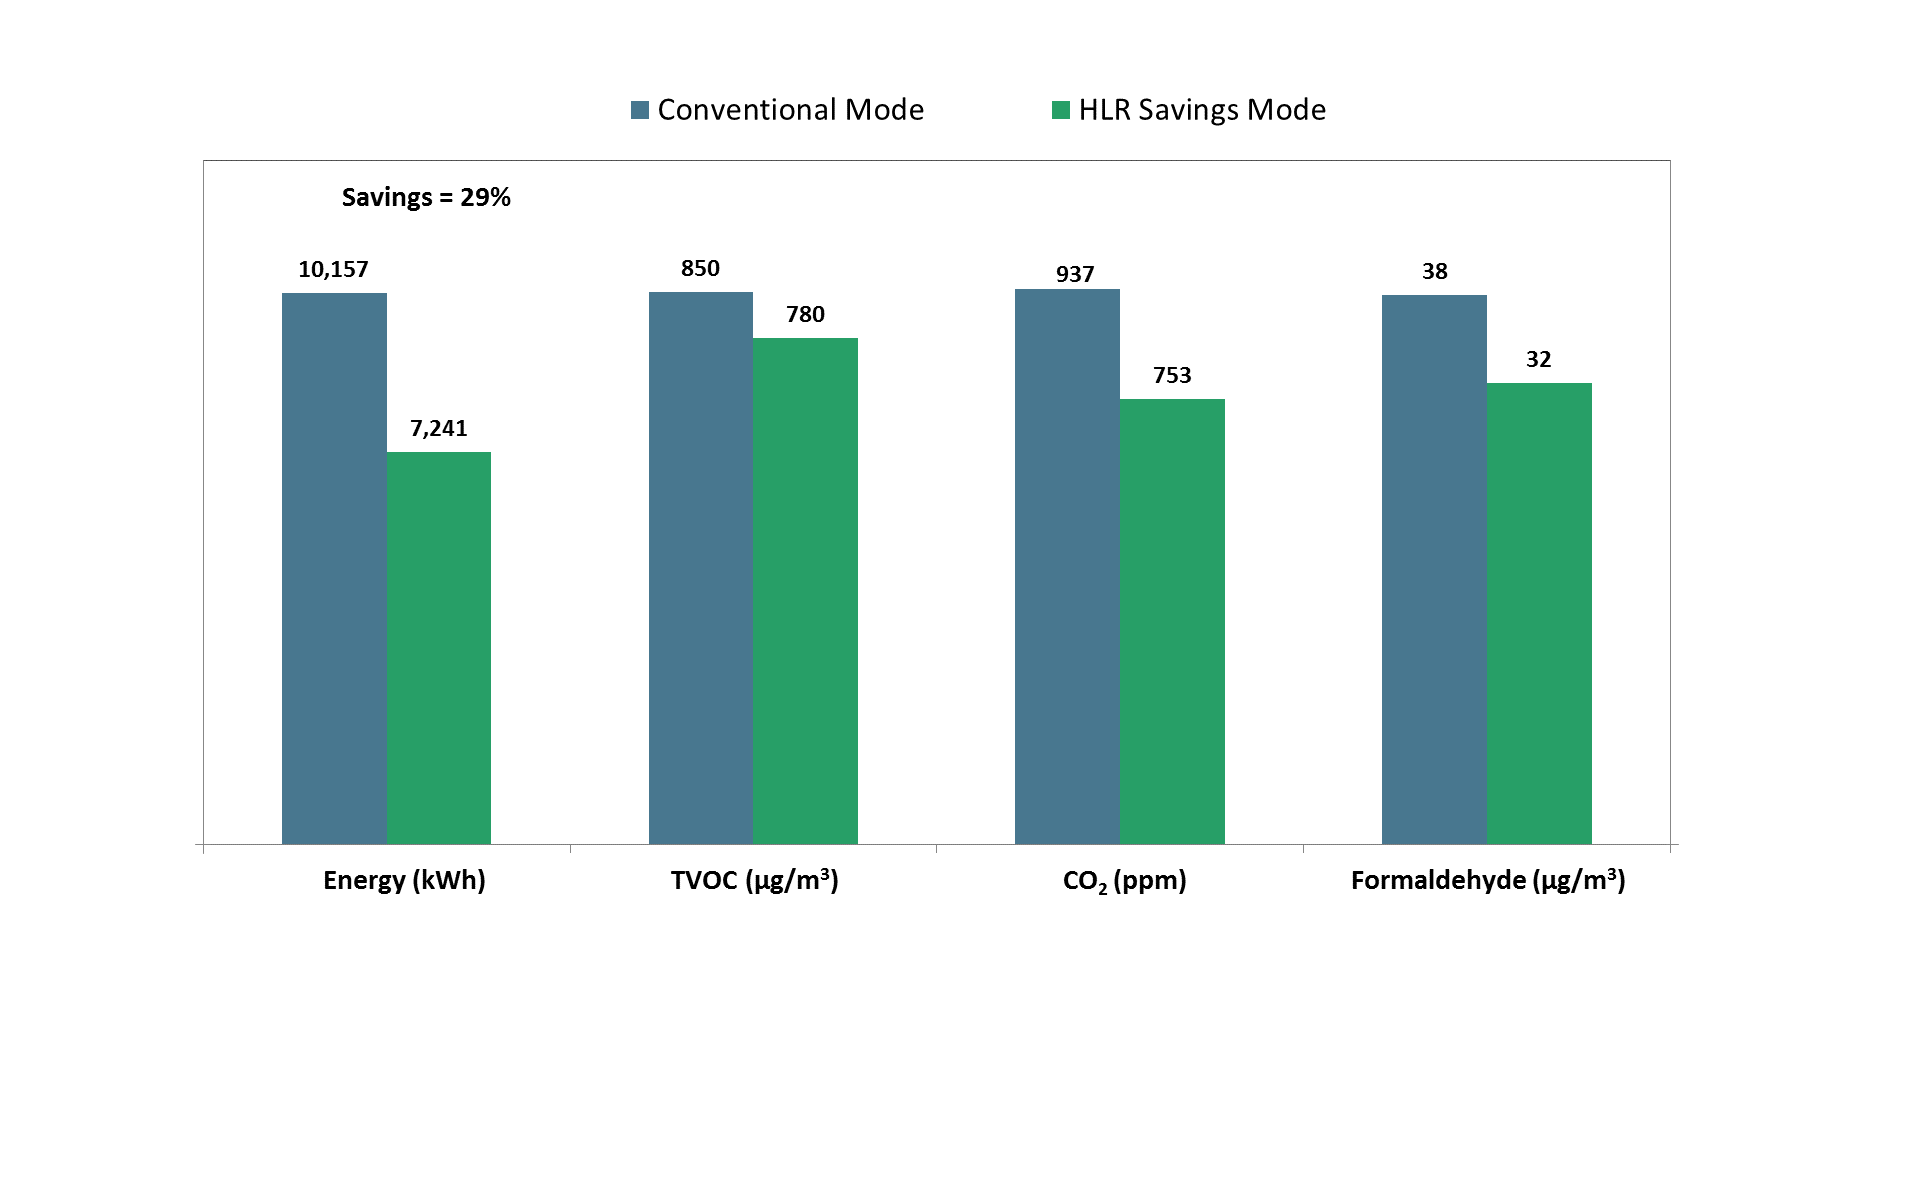 Conventional Mode HLR Savings Mode
Savings = 29%
10,157 7,241 850 780 937 753 38 32
Energy (kWh) TVOC (µg/m³) CO₂ (ppm) Formaldehyde (µg/m³)